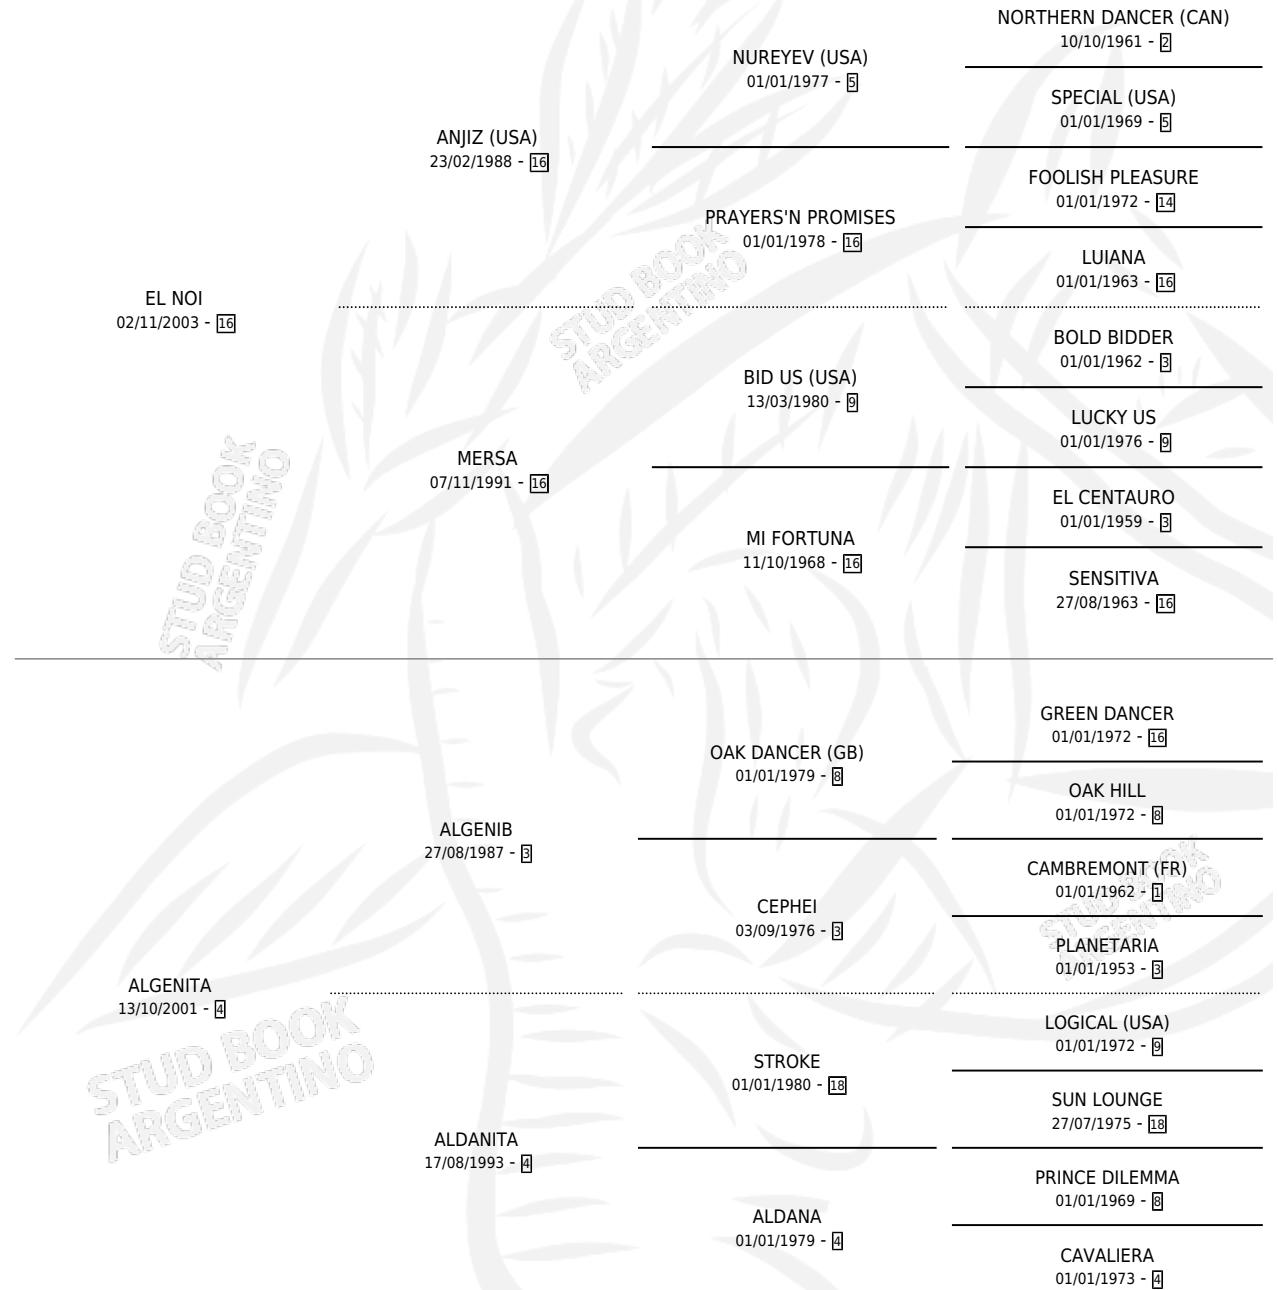 NORTHERN DANCER (CAN)
10/10/1961 - 2
NUREYEV (USA)
01/01/1977 - 5
SPECIAL (USA)
01/01/1969 - 5
ANJIZ (USA)
23/02/1988 - 16
FOOLISH PLEASURE
01/01/1972 - 14
PRAYERS'N PROMISES
01/01/1978 - 16
LUIANA
01/01/1963 - 16
EL NOI
02/11/2003 - 16
BOLD BIDDER
01/01/1962 - 3
BID US (USA)
13/03/1980 - 9
LUCKY US
01/01/1976 - 9
MERSA
07/11/1991 - 16
EL CENTAURO
01/01/1959 - 3
MI FORTUNA
11/10/1968 - 16
SENSITIVA
27/08/1963 - 16
GREEN DANCER
01/01/1972 - 16
OAK DANCER (GB)
01/01/1979 - 8
OAK HILL
01/01/1972 - 8
ALGENIB
27/08/1987 - 3
CAMBREMONT (FR)
01/01/1962 - 1
CEPHEI
03/09/1976 - 3
PLANETARIA
01/01/1953 - 3
ALGENITA
13/10/2001 - 4
LOGICAL (USA)
01/01/1972 - 9
STROKE
01/01/1980 - 18
SUN LOUNGE
27/07/1975 - 18
ALDANITA
17/08/1993 - 4
PRINCE DILEMMA
01/01/1969 - 8
ALDANA
01/01/1979 - 4
CAVALIERA
01/01/1973 - 4
STUD BOOK
ARGENTINO
STUD BOOK
ARGENTINO
STUD BOOK
ARGENTINO
STUD BOOK
ARGENTINO